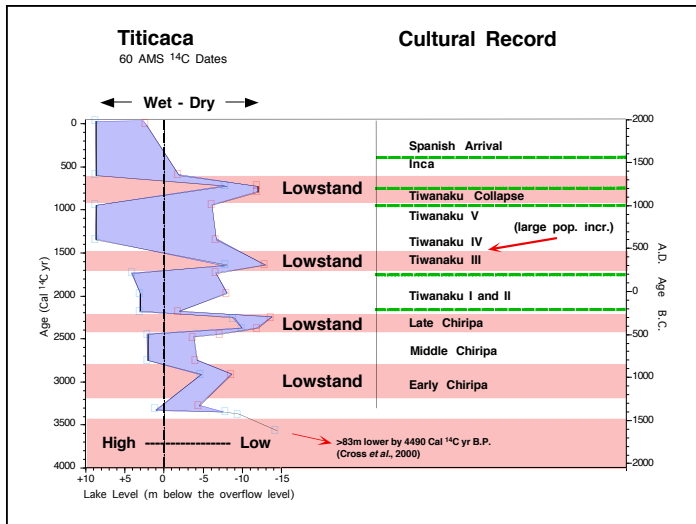 Titicaca
60 AMS ¹⁴C Dates
Cultural Record
Wet - Dry
0
500
1000
1500
2000
2500
3000
3500
4000
Age (Cal ¹⁴C yr)
+10 +5 0 -5 -10 -15
Lake Level (m below the overflow level)
Lowstand
Lowstand
Lowstand
Lowstand
High ---------------- Low
>83m lower by 4490 Cal ¹⁴C yr B.P.
(Cross et al., 2000)
Spanish Arrival
Inca
Tiwanaku Collapse
Tiwanaku V
(large pop. incr.)
Tiwanaku IV
Tiwanaku III
Tiwanaku I and II
Late Chiripa
Middle Chiripa
Early Chiripa
2000
1500
1000
500
0
500
1000
1500
2000
A.D. Age B.C.